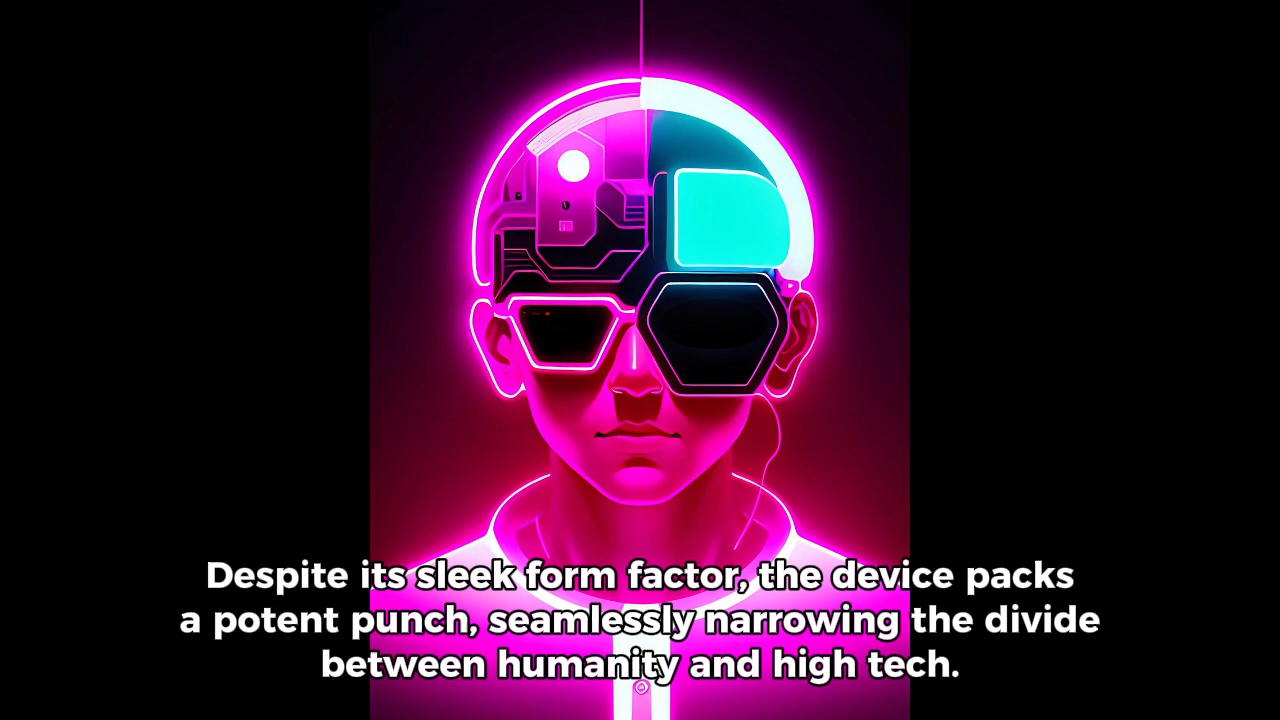 Despite its sleek form factor, the device packs
a potent punch, seamlessly narrowing the divide
between humanity and high tech.